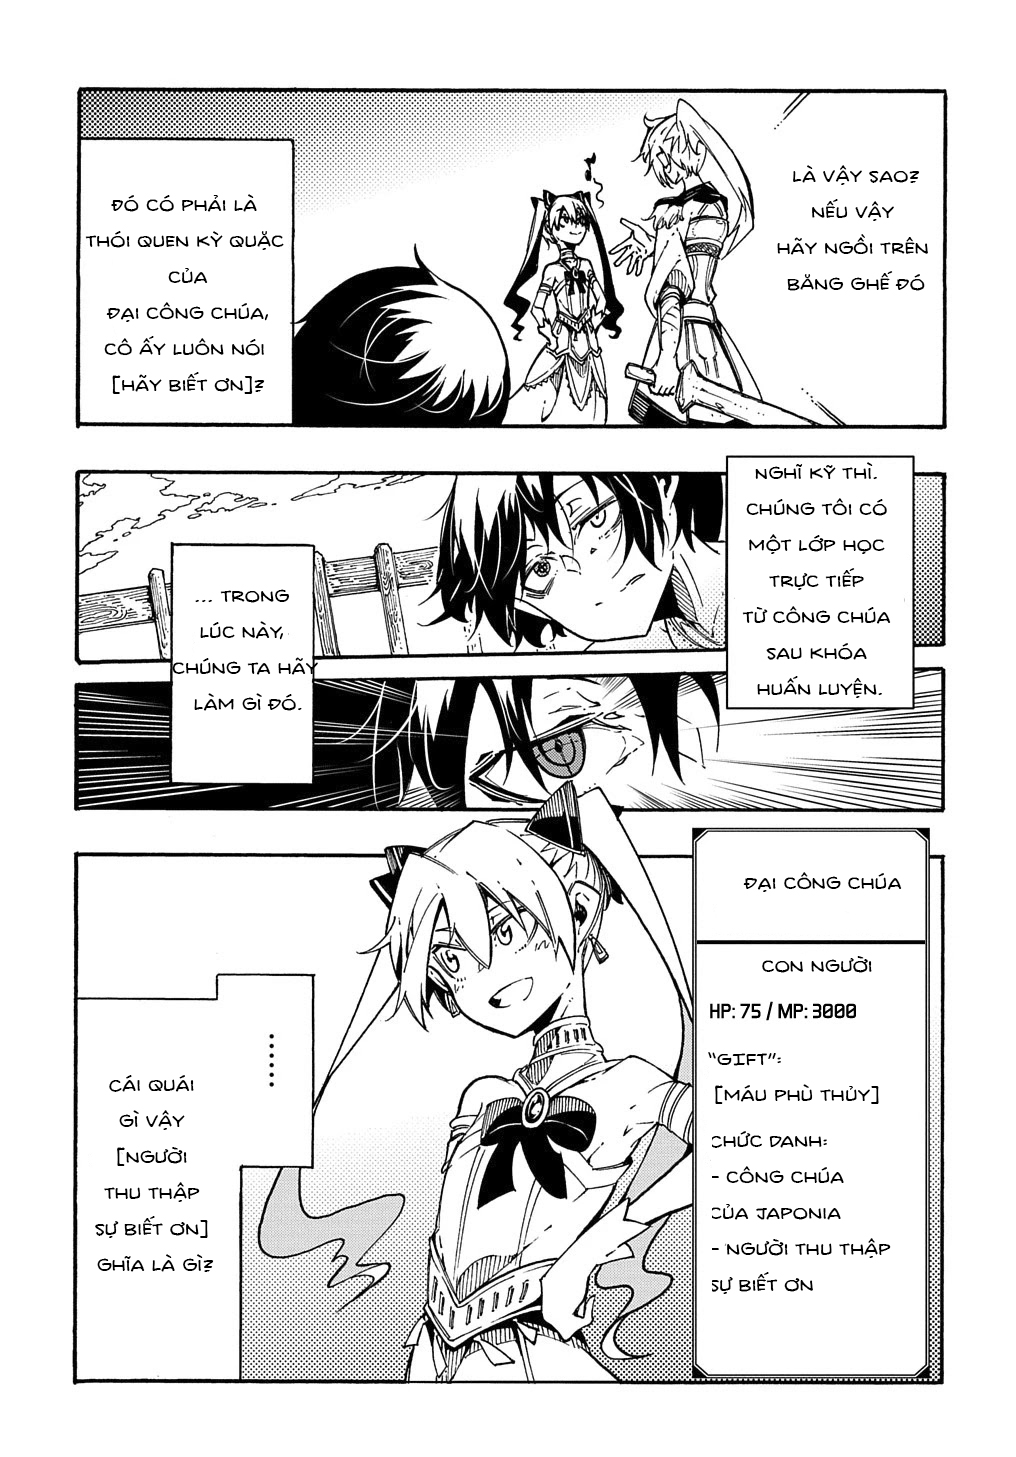 LÀ VẬY SAO?
NẾU VẬY
HÃY NGỒI TRÊN
BĂNG GHẾ ĐÓ
ĐÓ CÓ PHẢI LÀ
THÓI QUEN KỲ QUẶC
CỦA
ĐẠI CÔNG CHÚA,
CÔ ẤY LUÔN NÓI
[HÃY BIẾT ƠN]?
NGHĨ KỸ THÌ.
CHÚNG TÔI CÓ
MỘT LỚP HỌC
TRỰC TIẾP
TỪ CÔNG CHÚA
SAU KHÓA
HUẤN LUYỆN.
... TRONG
LÚC NÀY,
CHÚNG TA HÃY
LÀM GÌ ĐÓ.
ĐẠI CÔNG CHÚA
CON NGƯỜI
HP: 75 / MP: 3000
“GIFT”:
[MÁU PHÙ THỦY]
CHỨC DANH:
- CÔNG CHÚA
CỦA JAPONIA
- NGƯỜI THU THẬP
SỰ BIẾT ƠN
......
CÁI QUÁI
GÌ VẬY
[NGƯỜI
THU THẬP
SỰ BIẾT ƠN]
GHĨA LÀ GÌ?